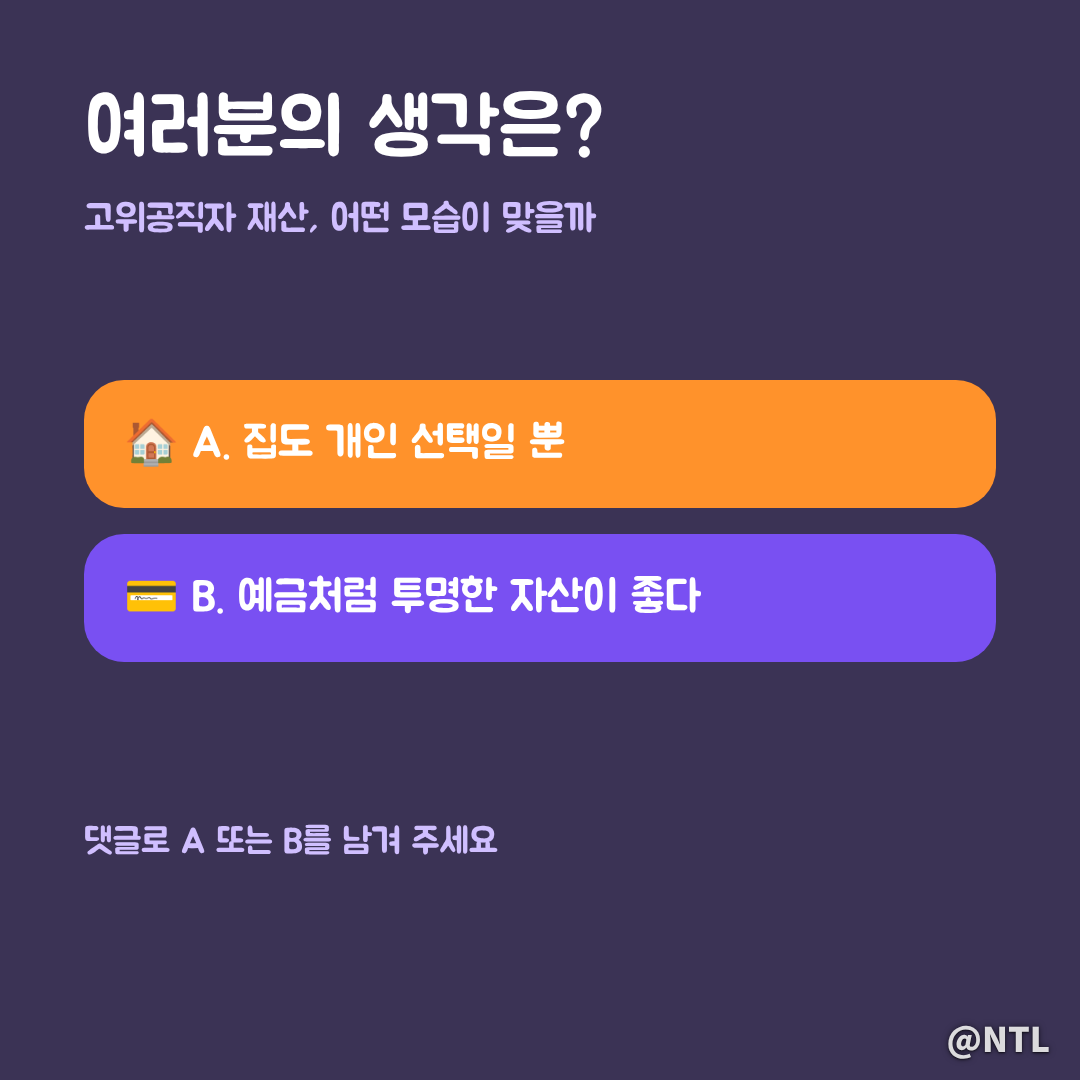 여러분의 생각은?
고위공직자 재산, 어떤 모습이 맞을까
A. 집도 개인 선택일 뿐
B. 예금처럼 투명한 자산이 좋다
댓글로 A 또는 B를 남겨 주세요
@NTL